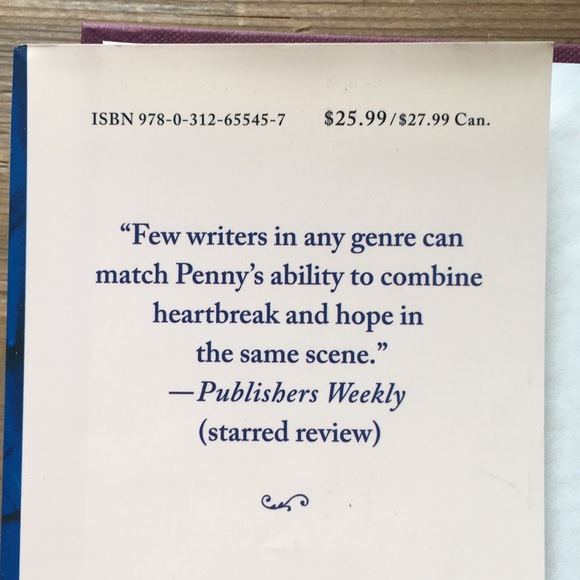 ISBN 978-0-312-65545-7 $25.99/$27.99 Can.
“Few writers in any genre can
match Penny’s ability to combine
heartbreak and hope in
the same scene.”
—Publishers Weekly
(starred review)